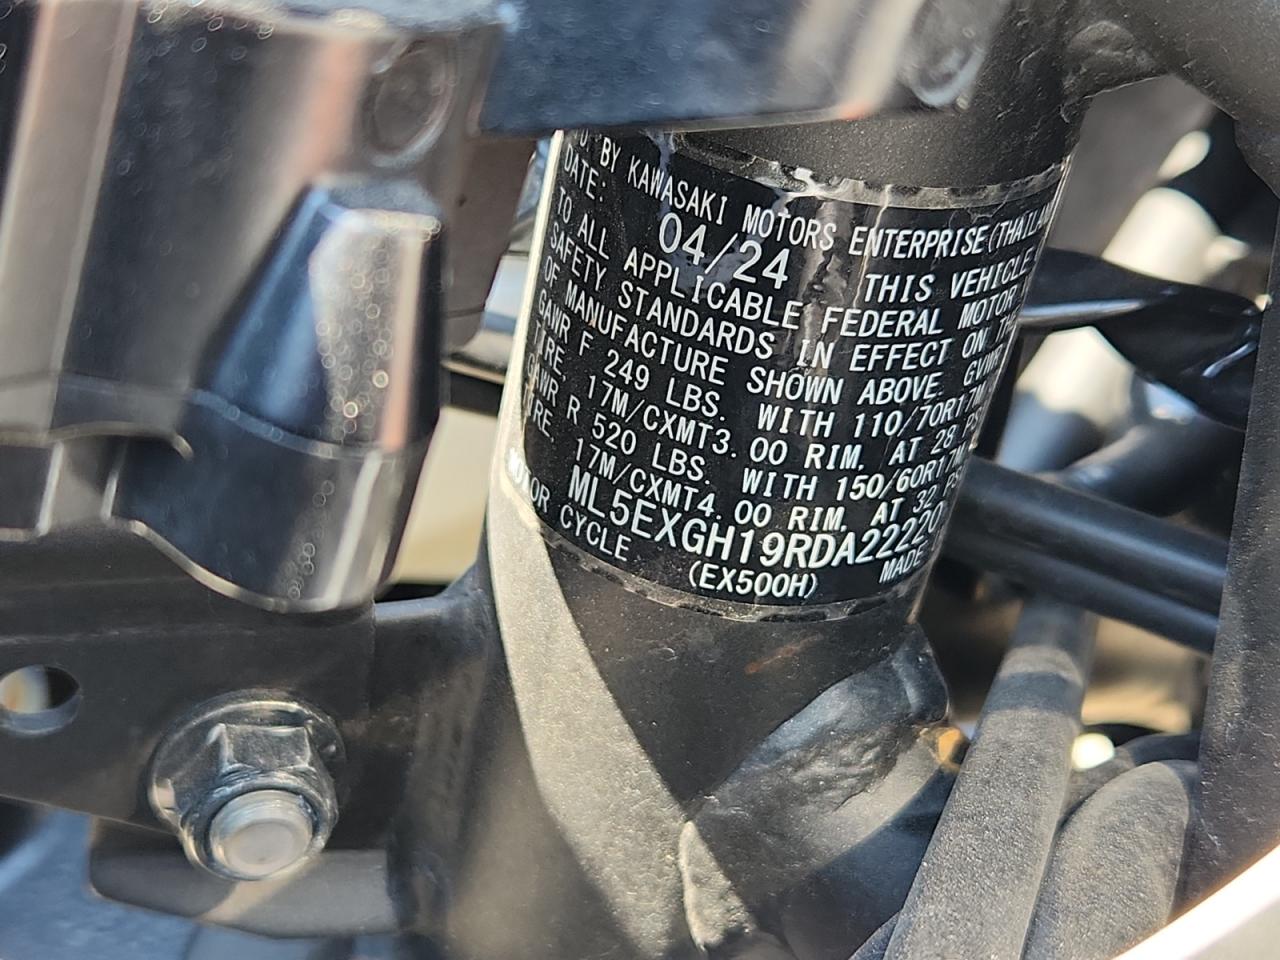 BY KAWASAKI MOTORS ENTERPRISE(THAILAN
DATE: 04/24 THIS VEHICLE
TO ALL APPLICABLE FEDERAL MOTOR
SAFETY STANDARDS IN EFFECT ON TH
OF MANUFACTURE SHOWN ABOVE. GVWR
GAWR F 249 LBS. WITH 110/70R17M
TIRE, 17M/CXMT3.00 RIM, AT 28 PS
GAWR R 520 LBS. WITH 150/60R17M
TIRE, 17M/CXMT4.00 RIM, AT 32 PS
ML5EXGH19RDA2222
MOTOR CYCLE (EX500H) MADE